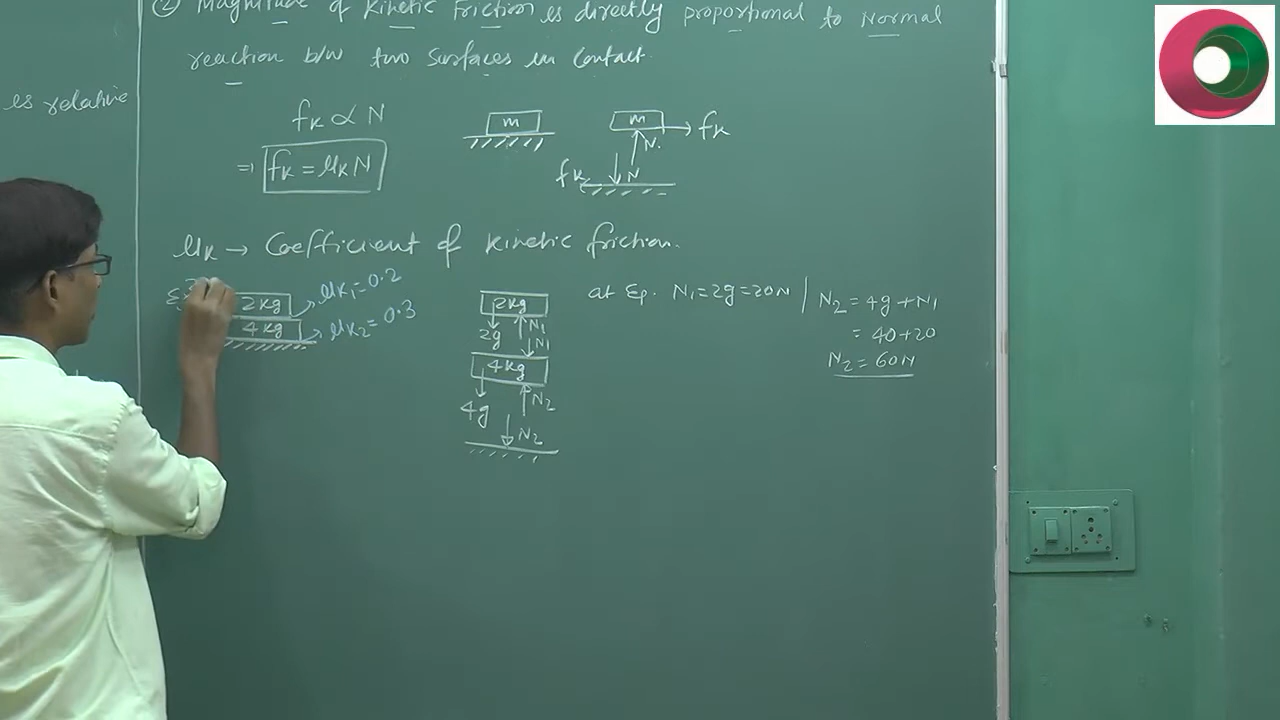 ② Magnitude of Kinetic Friction is directly proportional to Normal
reaction b/w two surfaces in contact.
is relative
fk ∝ N
⇒ fk = μk N
m
m
fk
N
fk
N
μk → Coefficient of kinetic friction.
2kg
μk1 = 0.2
4kg
μk2 = 0.3
2kg
2g
N1
N1
4kg
4g
N2
N2
at Eq. N1 = 2g = 20N
N2 = 4g + N1
= 40+20
N2 = 60N